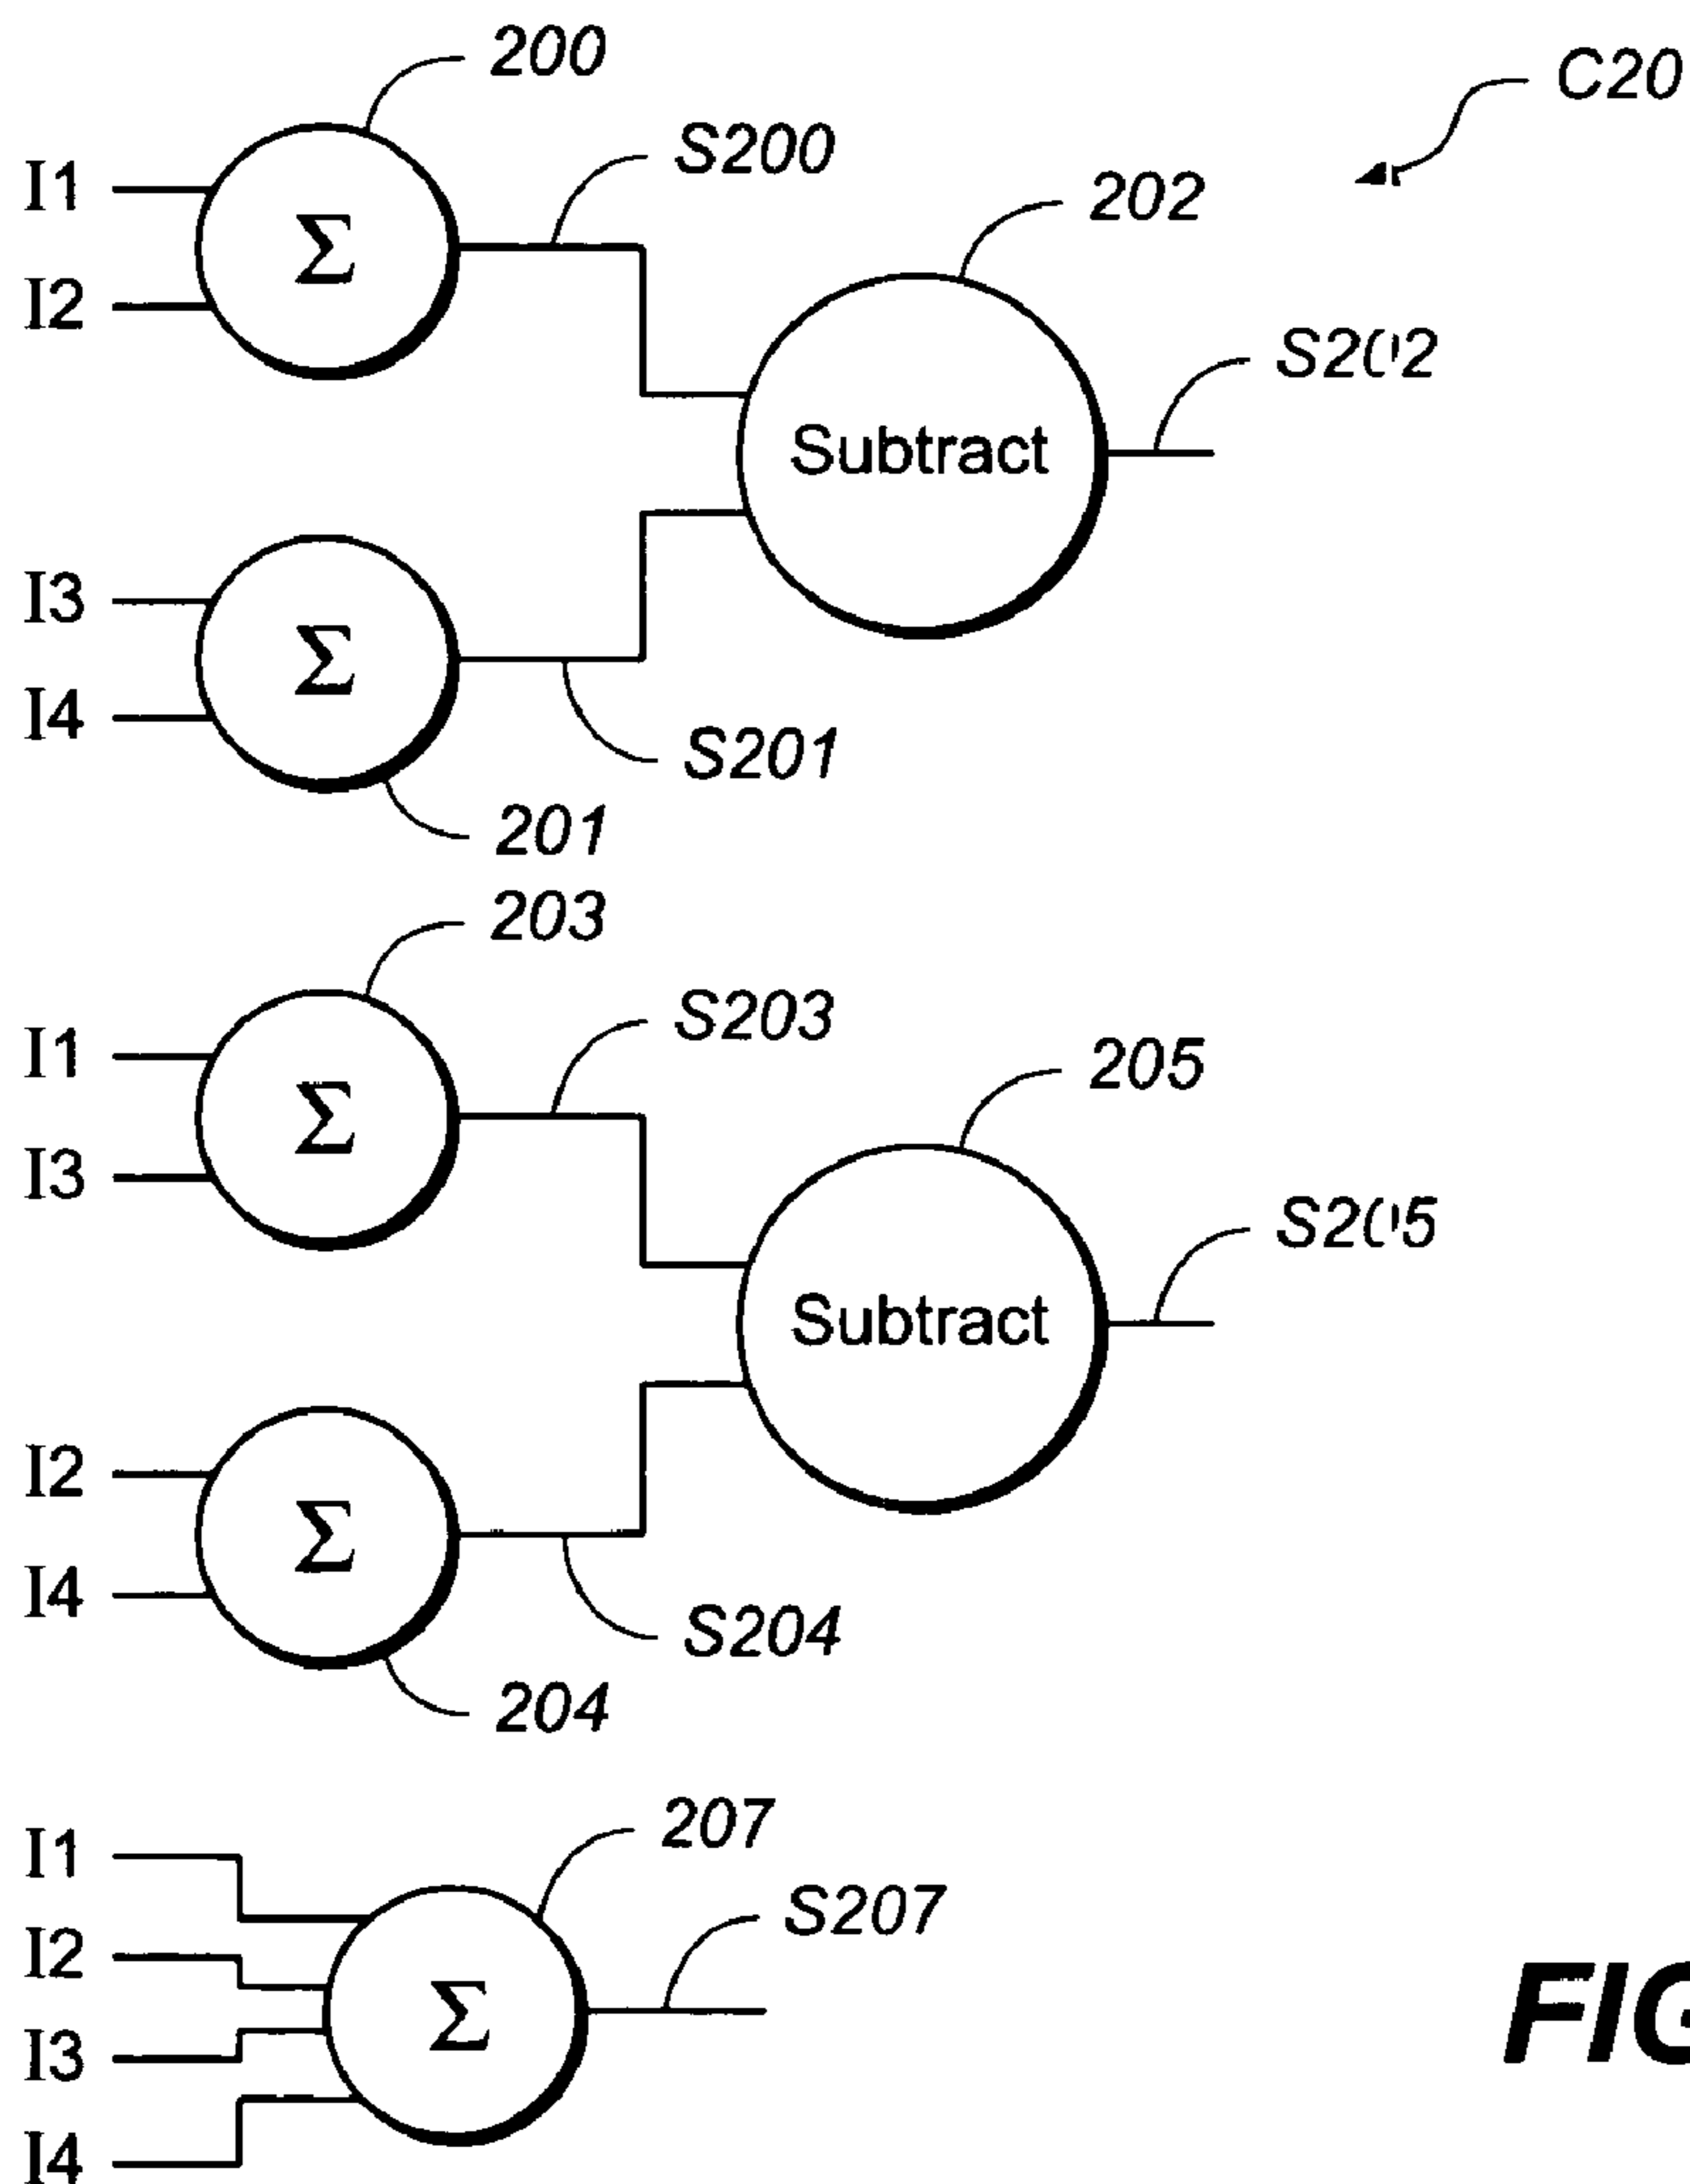 200
C20
S200
I1
202
Σ
I2
S202
Subtract
I3
Σ
I4
S201
201
203
S203
I1
205
Σ
I3
S205
Subtract
I2
Σ
I4
S204
204
207
I1
S207
I2
Σ
I3
I4